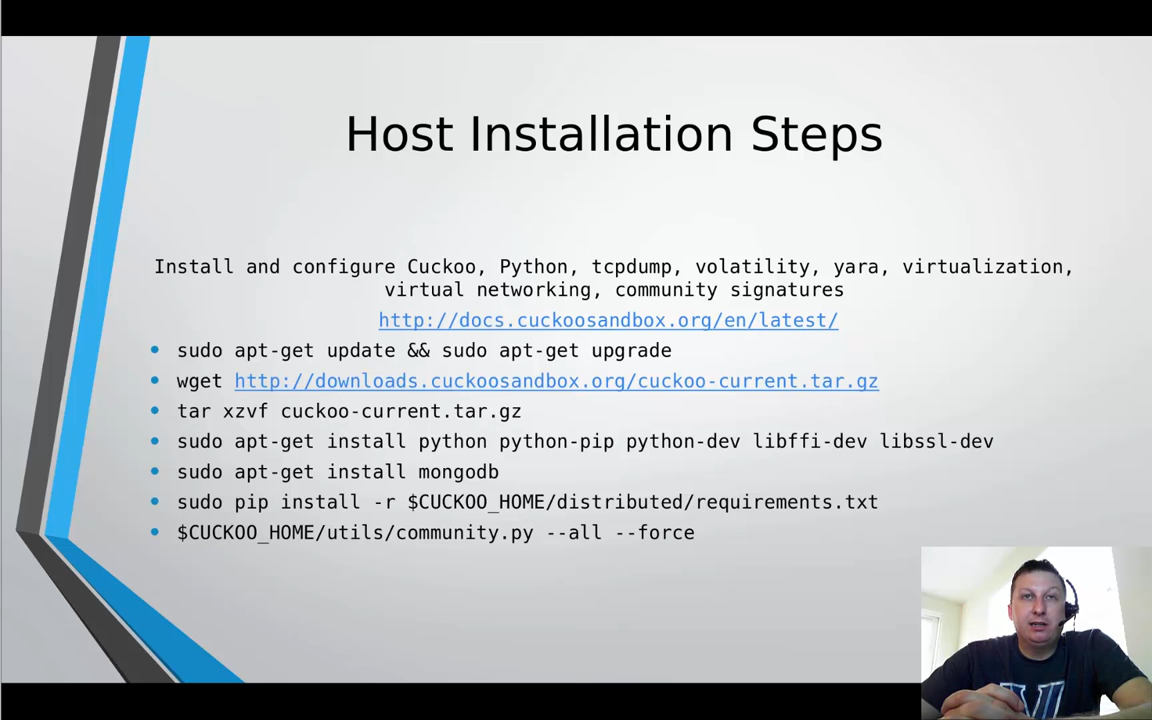 Host Installation Steps
Install and configure Cuckoo, Python, tcpdump, volatility, yara, virtualization,
virtual networking, community signatures
http://docs.cuckoosandbox.org/en/latest/
• sudo apt-get update && sudo apt-get upgrade
• wget http://downloads.cuckoosandbox.org/cuckoo-current.tar.gz
• tar xzvf cuckoo-current.tar.gz
• sudo apt-get install python python-pip python-dev libffi-dev libssl-dev
• sudo apt-get install mongodb
• sudo pip install -r $CUCKOO_HOME/distributed/requirements.txt
• $CUCKOO_HOME/utils/community.py --all --force